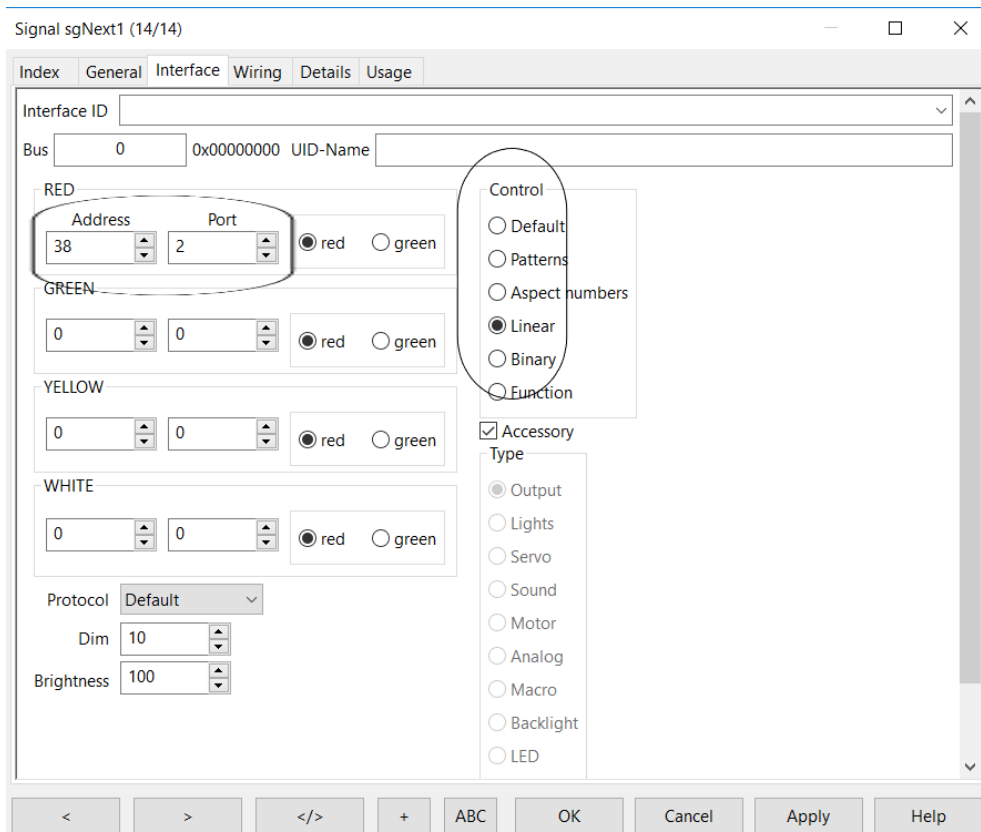 Signal sgNext1 (14/14)
Index General Interface Wiring Details Usage
Interface ID
Bus 0 0x00000000 UID-Name
RED
Address Port
38 2 red green
GREEN
0 0 red green
YELLOW
0 0 red green
WHITE
0 0 red green
Protocol Default
Dim 10
Brightness 100
Control
Default
Patterns
Aspect numbers
Linear
Binary
Function
Accessory
Type
Output
Lights
Servo
Sound
Motor
Analog
Macro
Backlight
LED
< > </> + ABC OK Cancel Apply Help